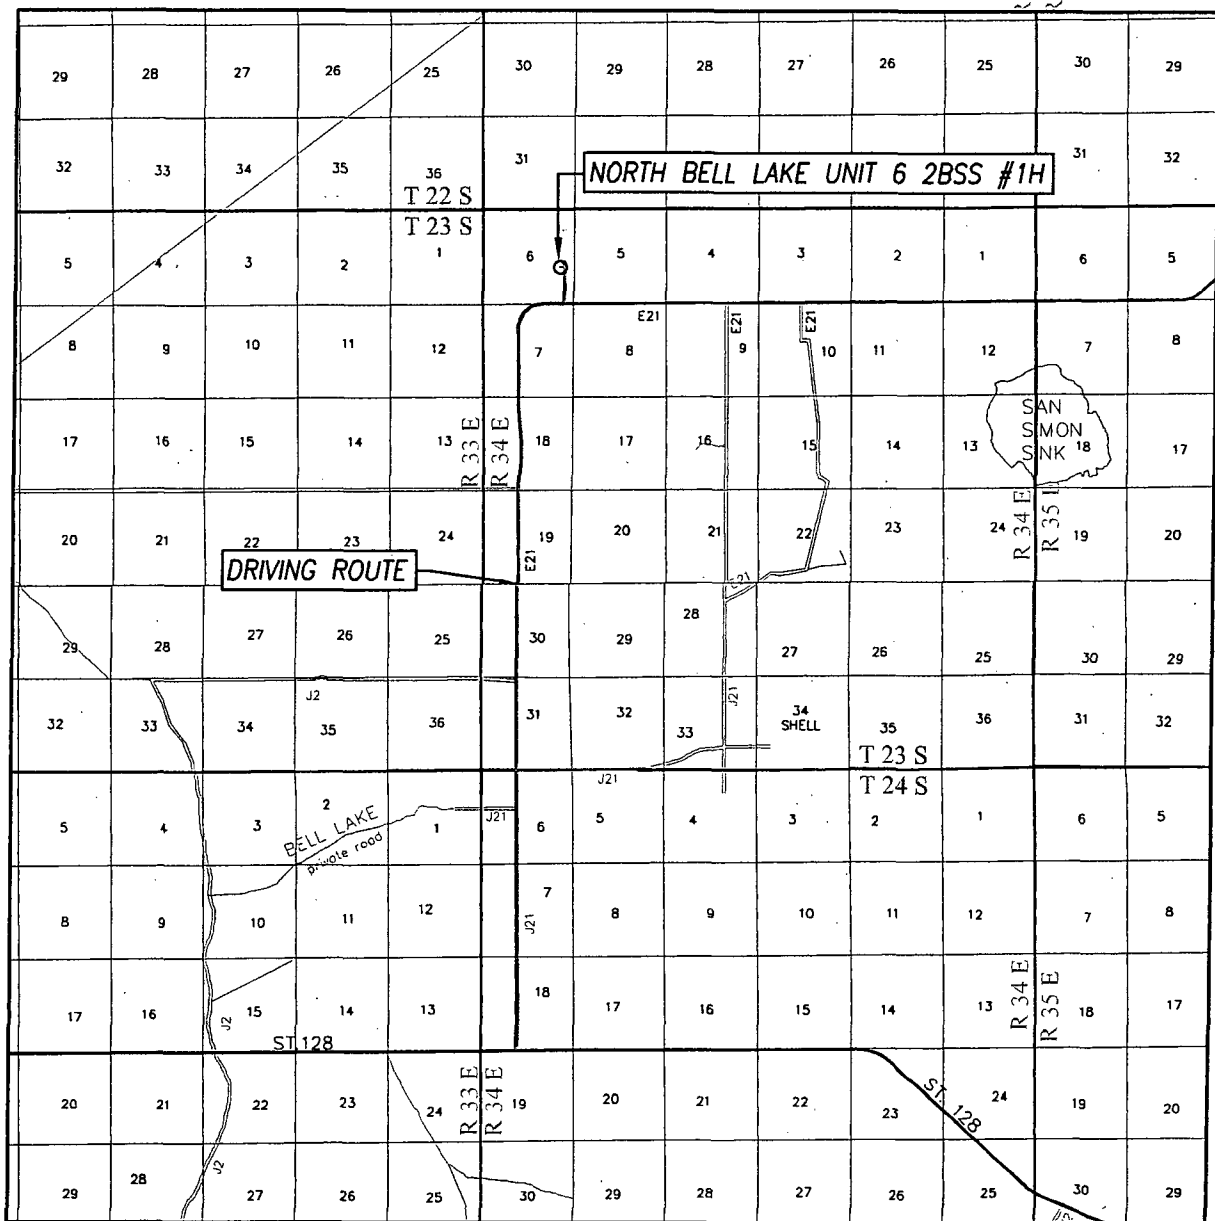 29 28 27 26 25 30 29 28 27 26 25 30 29
32 33 34 35 36 31 31 32
NORTH BELL LAKE UNIT 6 2BSS #1H
T 22 S
T 23 S
5 4 3 2 1 6 5 4 3 2 1 6 5
E21 E21 E21
8 9 10 11 12 7 8 9 10 11 12 7 8
SAN
SIMON
SINK
17 16 15 14 13 18 17 16 15 14 13 18 17
R 33 E R 34 E
R 34 E R 35 E
20 21 22 23 24 19 20 21 22 23 24 19 20
E21
DRIVING ROUTE
E21
29 28 27 26 25 30 29 28 27 26 25 30 29
J2
J21
32 33 34 35 36 31 32 33 34 35 36 31 32
SHELL
T 23 S
J21
T 24 S
5 4 3 2 1 6 5 4 3 2 1 6 5
J21
BELL LAKE
private road
8 9 10 11 12 7 8 9 10 11 12 7 8
J21
17 16 15 14 13 18 17 16 15 14 13 18 17
J2
R 34 E R 35 E
ST. 128
R 33 E R 34 E
20 21 22 23 24 19 20 21 22 23 24 19 20
ST. 128
29 28 27 26 25 30 29 28 27 26 25 30 29
J2